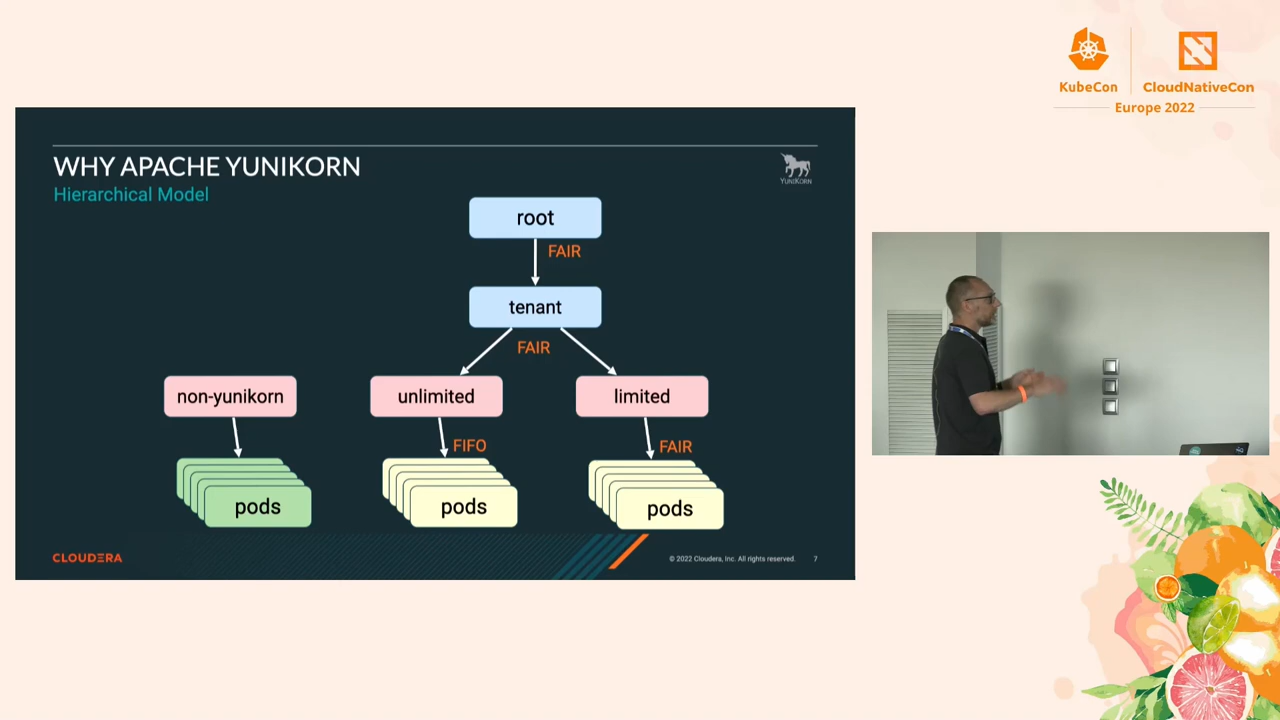 KubeCon
CloudNativeCon
Europe 2022
WHY APACHE YUNIKORN
Hierarchical Model
YUNIKORN
root
FAIR
tenant
FAIR
non-yunikorn
unlimited
limited
FIFO
FAIR
pods
pods
pods
CLOUDERA
© 2022 Cloudera, Inc. All rights reserved.
7